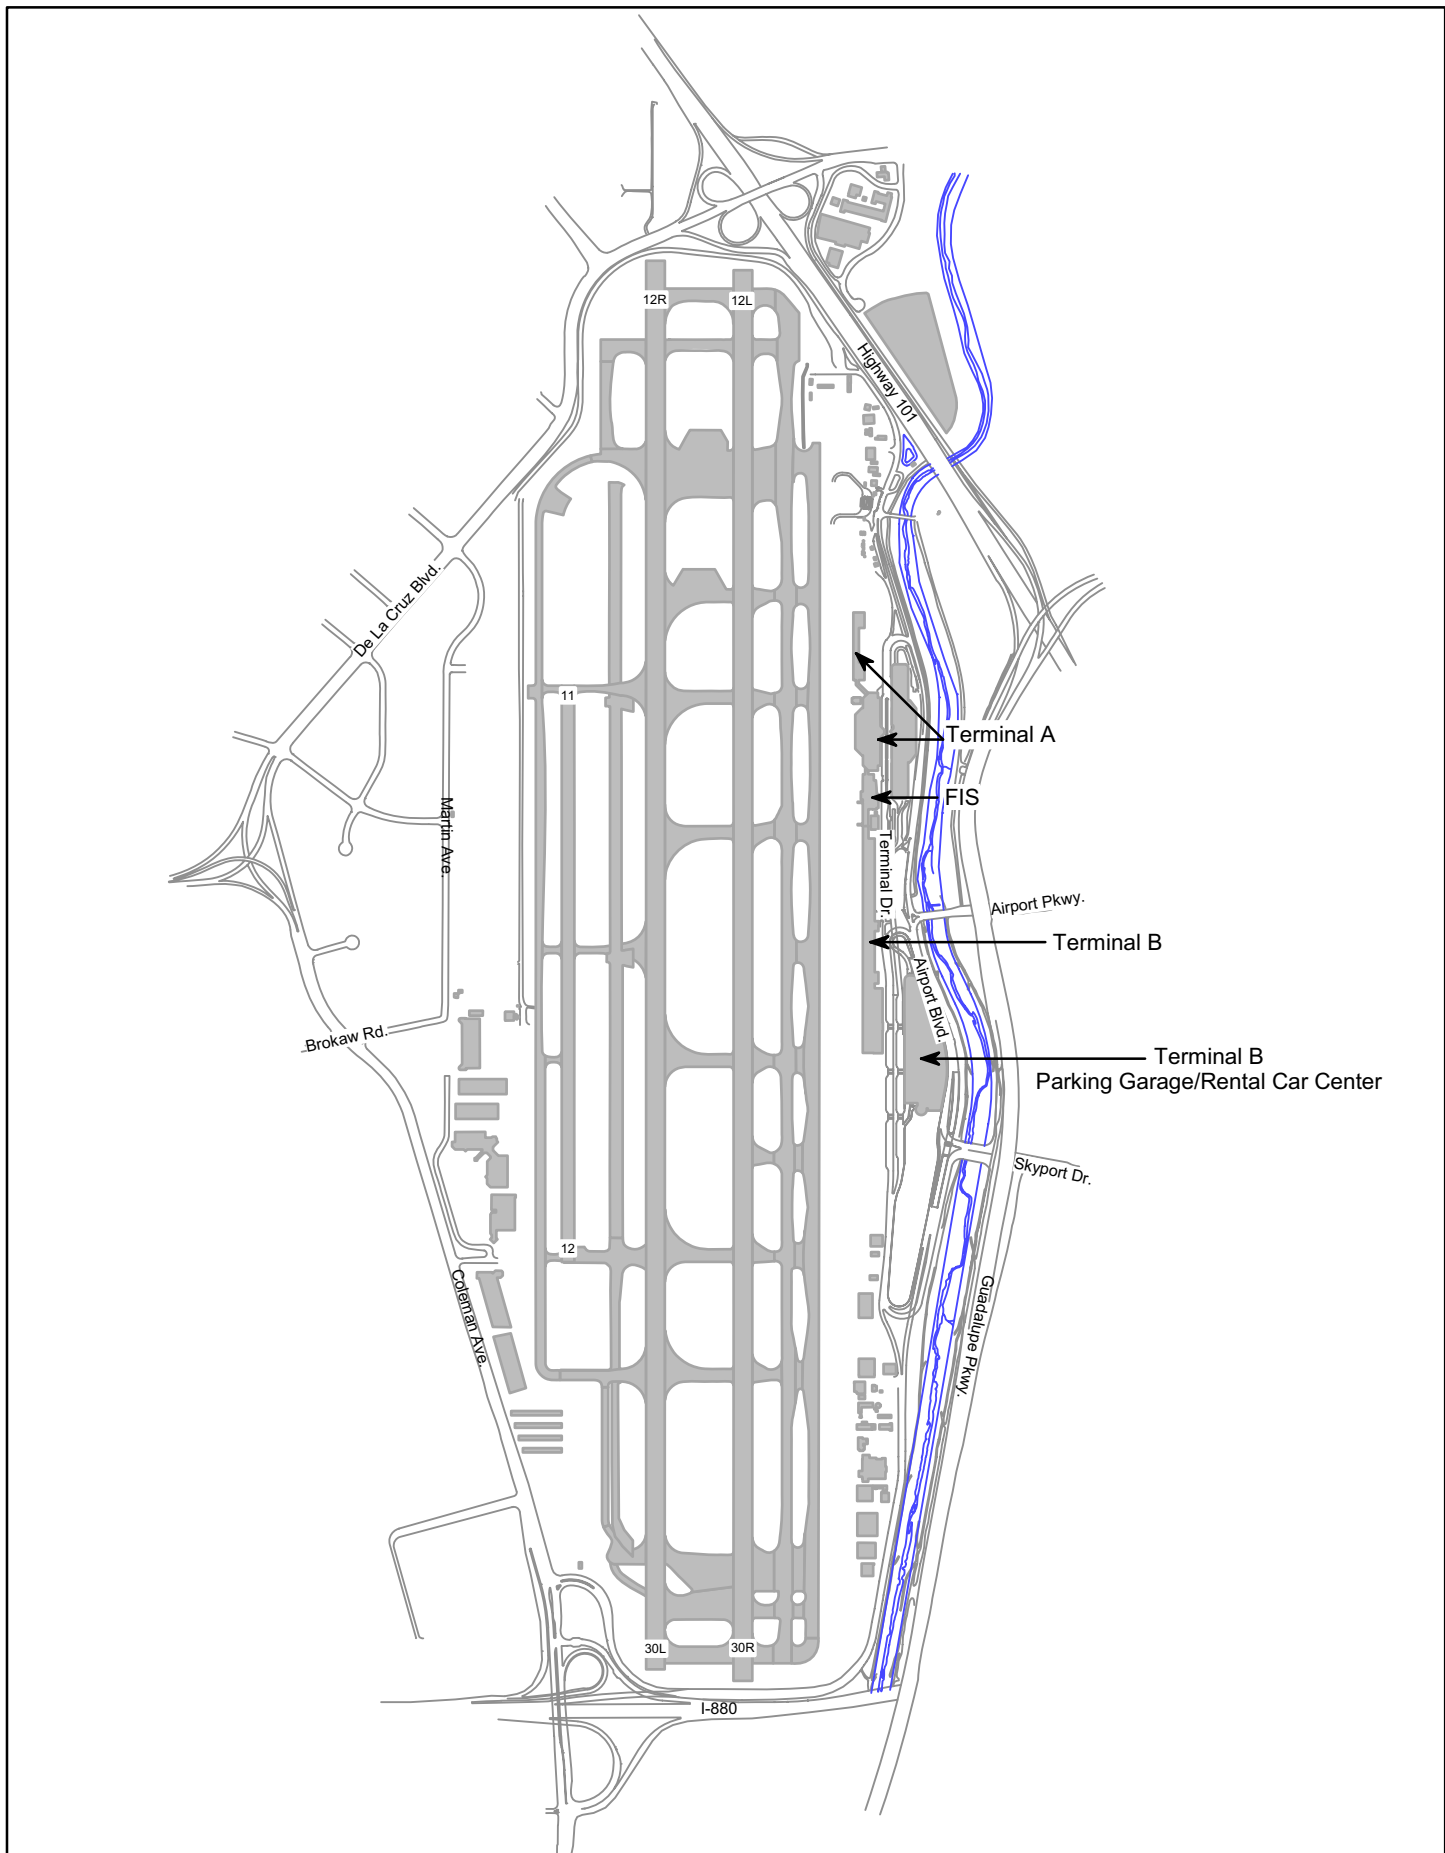 12R
12L
Highway 101
De La Cruz Blvd.
11
Terminal A
FIS
Martin Ave.
Terminal Dr.
Airport Pkwy.
Terminal B
Airport Blvd.
Brokaw Rd.
Terminal B
Parking Garage/Rental Car Center
Skyport Dr.
12
Coleman Ave.
Guadalupe Pkwy.
30L
30R
I-880